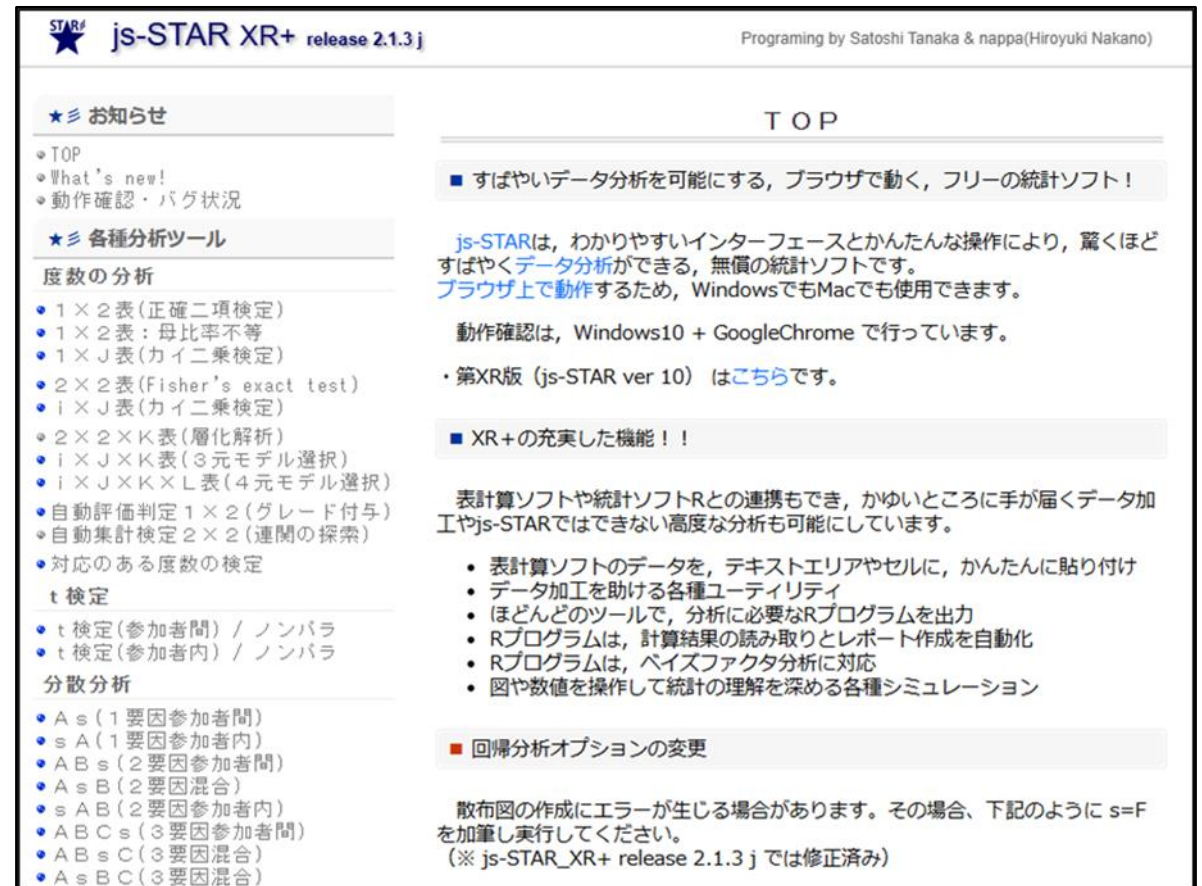 STAR
js-STAR XR+ release 2.1.3 j
Programing by Satoshi Tanaka & nappa(Hiroyuki Nakano)
★彡 お知らせ
TOP
What's new!
動作確認・バグ状況
★彡 各種分析ツール
度数の分析
１×２表(正確二項検定)
１×２表：母比率不等
１×Ｊ表(カイ二乗検定)
２×２表(Fisher's exact test)
ｉ×Ｊ表(カイ二乗検定)
２×２×Ｋ表(層化解析)
ｉ×Ｊ×Ｋ表(３元モデル選択)
ｉ×Ｊ×Ｋ×Ｌ表(４元モデル選択)
自動評価判定１×２(グレード付与)
自動集計検定２×２(連関の探索)
対応のある度数の検定
ｔ検定
ｔ検定(参加者間) / ノンパラ
ｔ検定(参加者内) / ノンパラ
分散分析
Ａｓ(１要因参加者間)
ｓＡ(１要因参加者内)
ＡＢｓ(２要因参加者間)
ＡｓＢ(２要因混合)
ｓＡＢ(２要因参加者内)
ＡＢＣｓ(３要因参加者間)
ＡＢｓＣ(３要因混合)
ＡｓＢＣ(３要因混合)
ＴＯＰ
■ すばやいデータ分析を可能にする，ブラウザで動く，フリーの統計ソフト！
js-STARは，わかりやすいインターフェースとかんたんな操作により，驚くほど
すばやくデータ分析ができる，無償の統計ソフトです。
ブラウザ上で動作するため，WindowsでもMacでも使用できます。
動作確認は，Windows10 + GoogleChrome で行っています。
・第XR版（js-STAR ver 10） はこちらです。
■ XR＋の充実した機能！！
表計算ソフトや統計ソフトRとの連携もでき，かゆいところに手が届くデータ加
工やjs-STARではできない高度な分析も可能にしています。
• 表計算ソフトのデータを，テキストエリアやセルに，かんたんに貼り付け
• データ加工を助ける各種ユーティリティ
• ほどんどのツールで，分析に必要なRプログラムを出力
• Rプログラムは，計算結果の読み取りとレポート作成を自動化
• Rプログラムは，ベイズファクタ分析に対応
• 図や数値を操作して統計の理解を深める各種シミュレーション
■ 回帰分析オプションの変更
散布図の作成にエラーが生じる場合があります。その場合、下記のように s=F
を加筆し実行してください。
（※ js-STAR_XR+ release 2.1.3 j では修正済み）